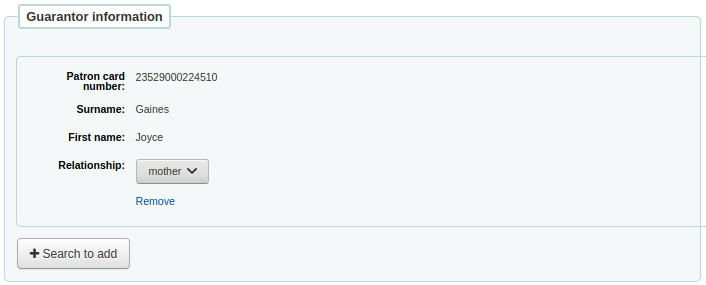 Guarantor information
Patron card number: 23529000224510
Surname: Gaines
First name: Joyce
Relationship: mother
Remove
Search to add